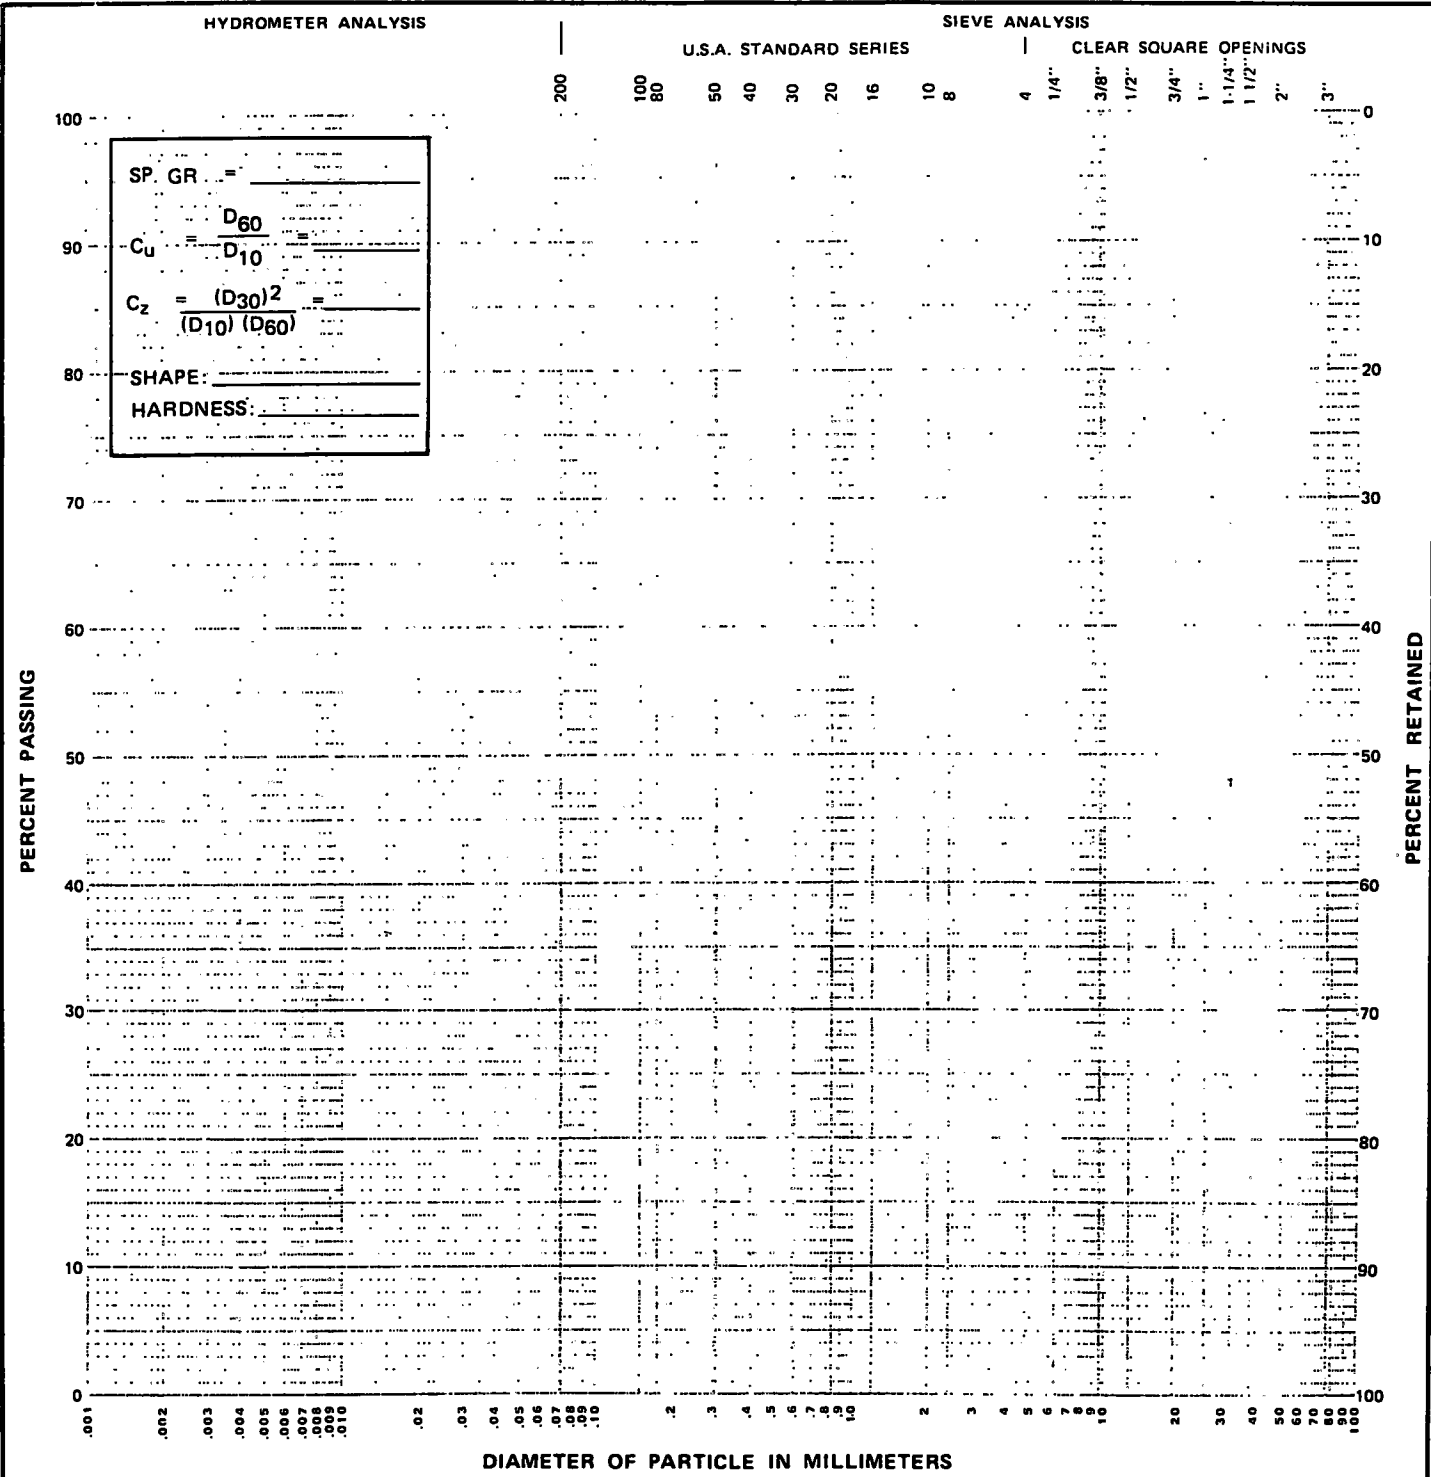 HYDROMETER ANALYSIS
SIEVE ANALYSIS
U.S.A. STANDARD SERIES
CLEAR SQUARE OPENINGS
200 100 80 50 40 30 20 16 10 8 4 1/4" 3/8" 1/2" 3/4" 1" 1-1/4" 1 1/2" 2" 3"
SP. GR =
Cu = D60 / D10 =
Cz = (D30)2 / (D10) (D60) =
SHAPE:
HARDNESS:
PERCENT PASSING
100
90
80
70
60
50
40
30
20
10
0
PERCENT RETAINED
0
10
20
30
40
50
60
70
80
90
100
.001 .002 .003 .004 .005 .006 .007 .008 .009 .010 .02 .03 .04 .05 .06 .07 .08 .09 .10 .2 .3 .4 .5 .6 .7 .8 .9 1.0 2 3 4 5 6 7 8 9 10 20 30 40 50 60 70 80 90 100
DIAMETER OF PARTICLE IN MILLIMETERS